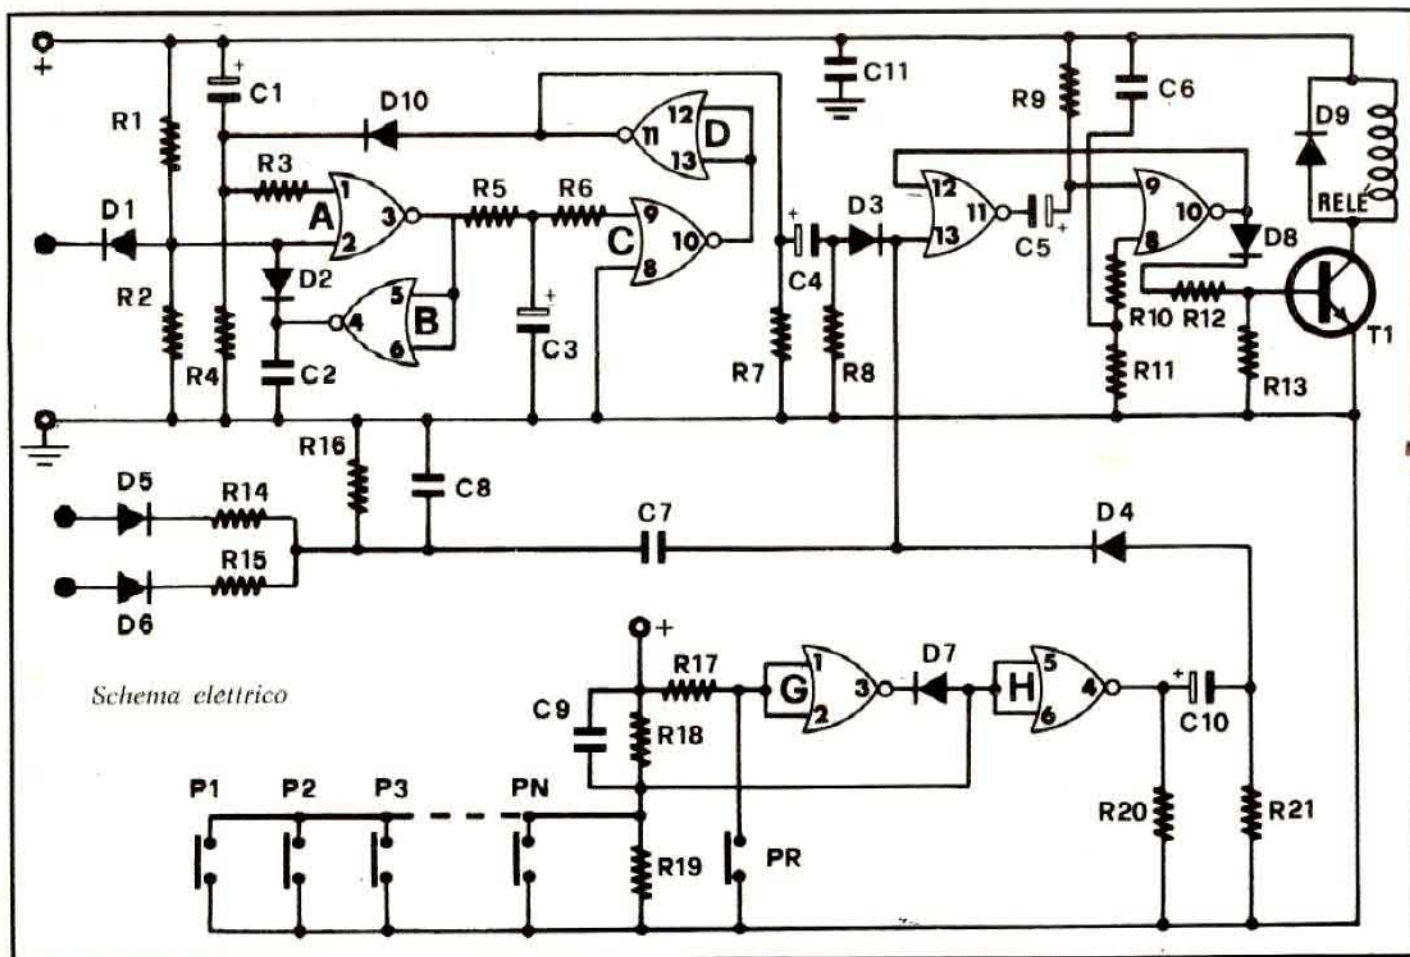 +
+
C1
R1
D10
11
12
13
D
C11
R9
C6
D9
RELÉ
R3
1
A
3
2
R5
R6
9
C
10
8
+
C4
D3
12
11
13
C5
+
9
10
8
D8
D1
R2
R4
D2
5
4
B
6
C2
+
C3
R7
R8
R10
R12
R11
R13
T1
R16
C8
D5
R14
R15
D6
C7
D4
+
Schema elettrico
R17
1
G
3
2
D7
5
H
4
6
+
C10
C9
R18
P1
P2
P3
PN
R19
PR
R20
R21